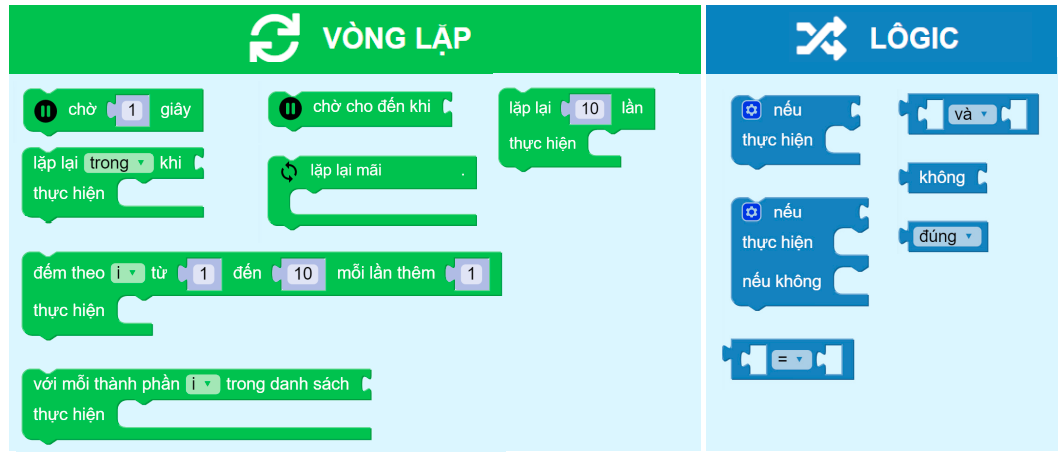 VÒNG LẶP
chờ 1 giây
lặp lại trong khi
thực hiện
chờ cho đến khi
lặp lại mãi .
lặp lại 10 lần
thực hiện
đếm theo i từ 1 đến 10 mỗi lần thêm 1
thực hiện
với mỗi thành phần i trong danh sách
thực hiện
LÔGIC
nếu
thực hiện
nếu
thực hiện
nếu không
=
và
không
đúng